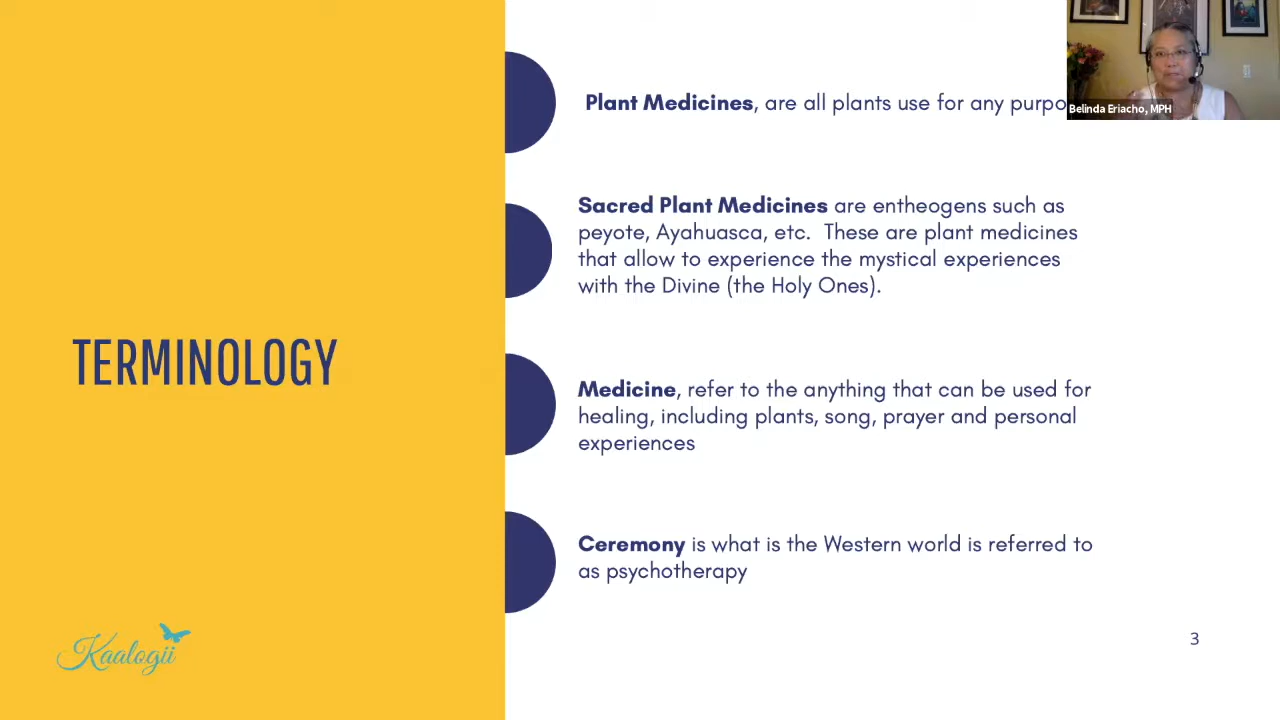 Plant Medicines, are all plants use for any
Belinda Eriacho, MPH
Sacred Plant Medicines are entheogens such as
peyote, Ayahuasca, etc. These are plant medicines
that allow to experience the mystical experiences
with the Divine (the Holy Ones).
TERMINOLOGY
Medicine, refer to the anything that can be used for
healing, including plants, song, prayer and personal
experiences
Ceremony is what is the Western world is referred to
as psychotherapy
Kaalogii
3